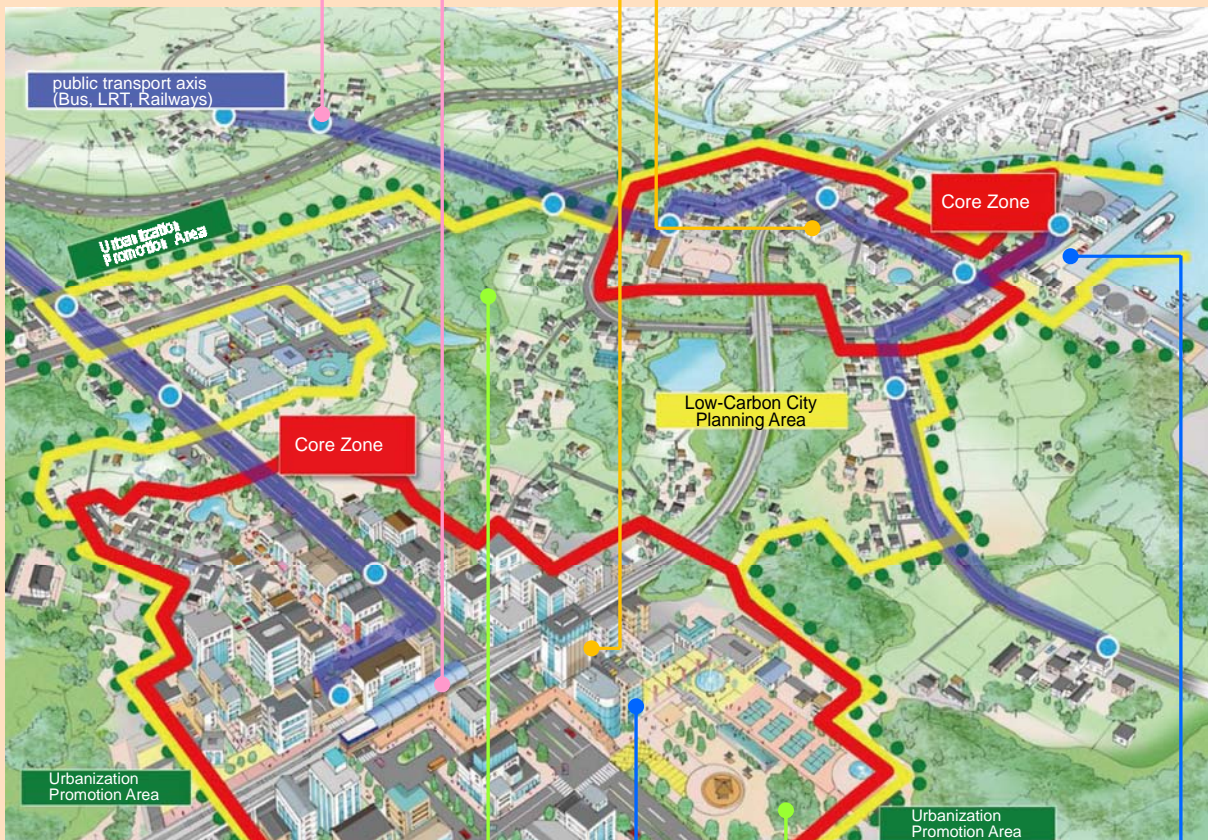 public transport axis
(Bus, LRT, Railways)
Core Zone
Urbanization
Promotion Area
Low-Carbon City
Planning Area
Core Zone
Urbanization
Promotion Area
Urbanization
Promotion Area